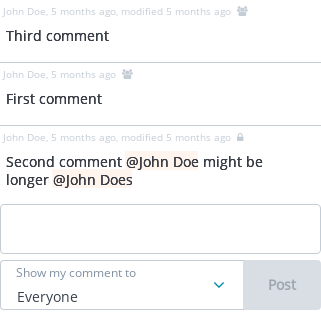 John Doe, 5 months ago, modified 5 months ago
Third comment
John Doe, 5 months ago
First comment
John Doe, 5 months ago, modified 5 months ago
Second comment @John Doe might be
longer @John Does
Show my comment to
Everyone
Post